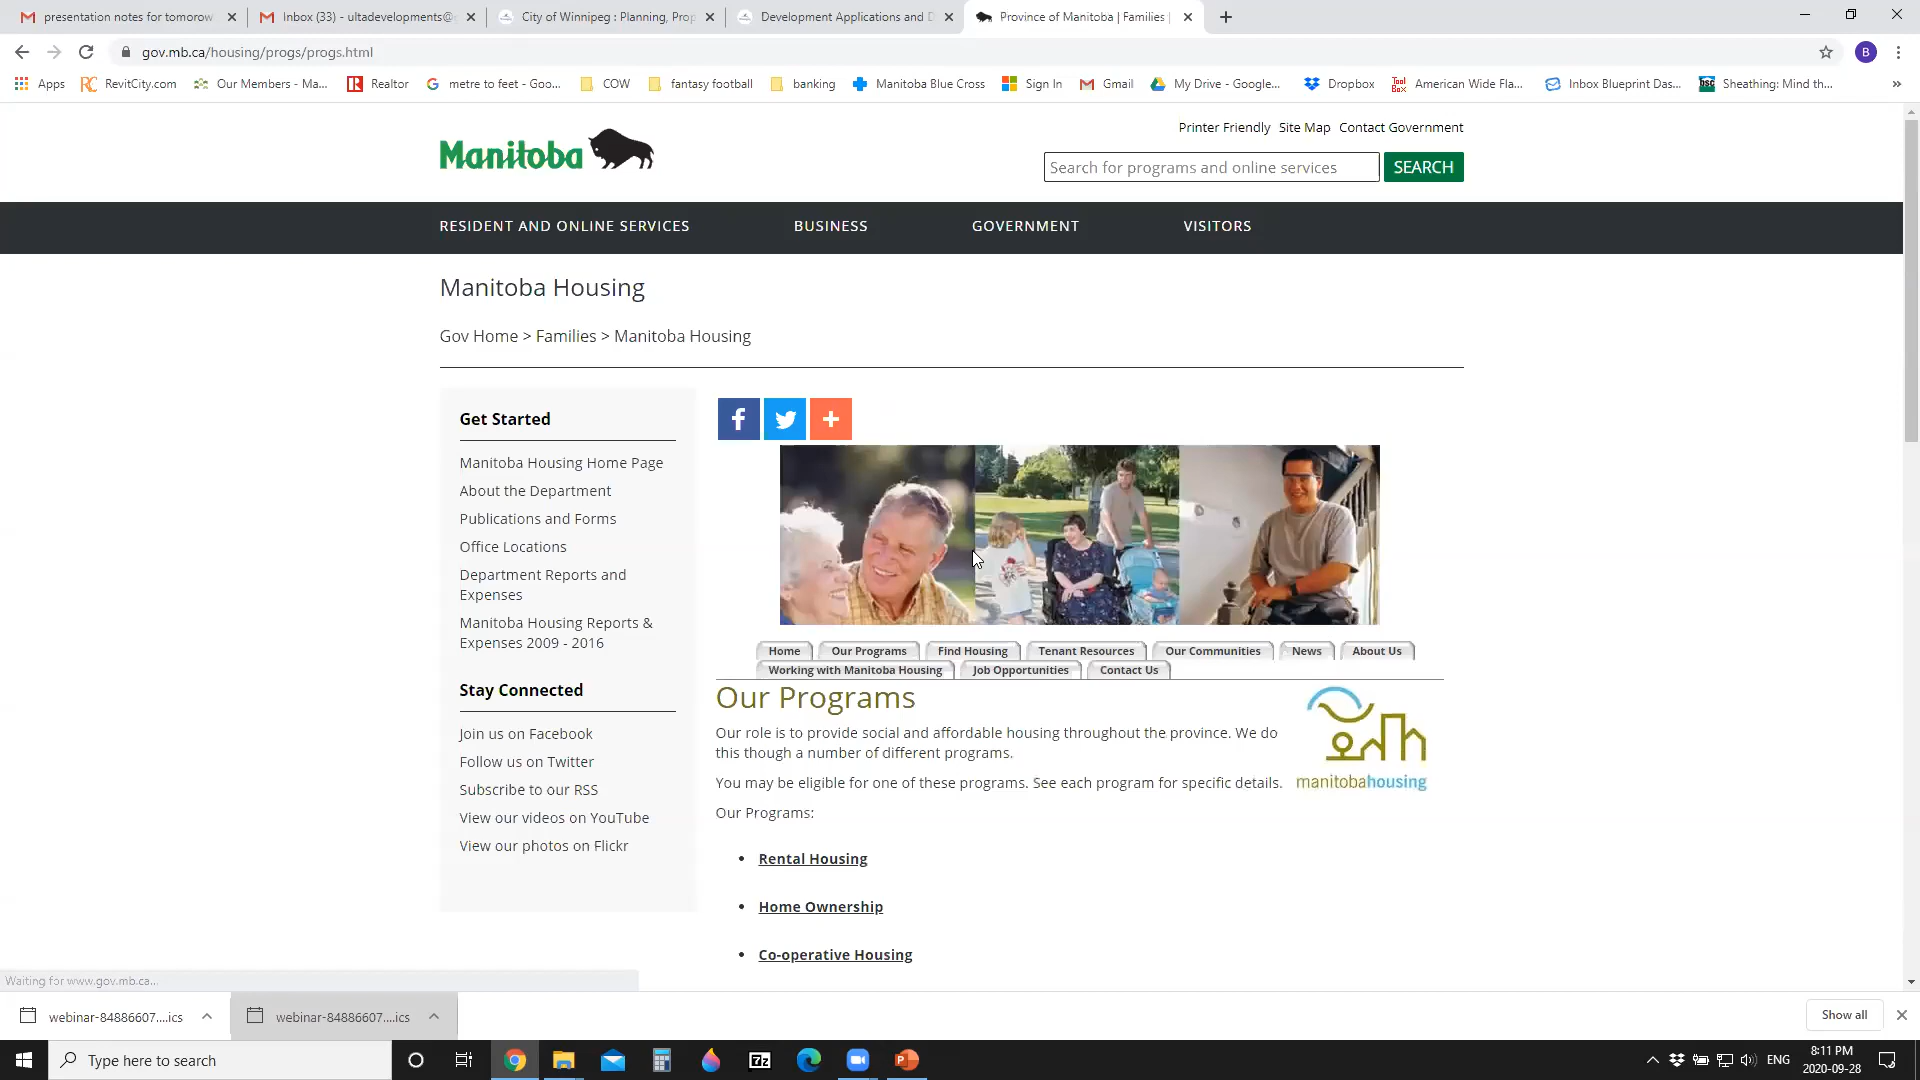 presentation notes for tomorow
Inbox (33) - ultadevelopments@
City of Winnipeg : Planning, Prop
Development Applications and D
Province of Manitoba | Families |
gov.mb.ca/housing/progs/progs.html
B
Apps
RevitCity.com
Our Members - Ma...
Realtor
metre to feet - Goo...
COW
fantasy football
banking
Manitoba Blue Cross
Sign In
Gmail
My Drive - Google...
Dropbox
American Wide Fla...
Inbox Blueprint Das...
Sheathing: Mind th...
»
Manitoba
Printer Friendly Site Map Contact Government
Search for programs and online services
SEARCH
RESIDENT AND ONLINE SERVICES
BUSINESS
GOVERNMENT
VISITORS
Manitoba Housing
Gov Home > Families > Manitoba Housing
Get Started
Manitoba Housing Home Page
About the Department
Publications and Forms
Office Locations
Department Reports and
Expenses
Manitoba Housing Reports &
Expenses 2009 - 2016
Stay Connected
Join us on Facebook
Follow us on Twitter
Subscribe to our RSS
View our videos on YouTube
View our photos on Flickr
Home
Our Programs
Find Housing
Tenant Resources
Our Communities
News
About Us
Working with Manitoba Housing
Job Opportunities
Contact Us
Our Programs
Our role is to provide social and affordable housing throughout the province. We do
this though a number of different programs.
You may be eligible for one of these programs. See each program for specific details.
manitobahousing
Our Programs:
• Rental Housing
• Home Ownership
• Co-operative Housing
Waiting for www.gov.mb.ca...
webinar-84886607....ics
webinar-84886607....ics
Show all
Type here to search
7z
ENG
8:11 PM
2020-09-28